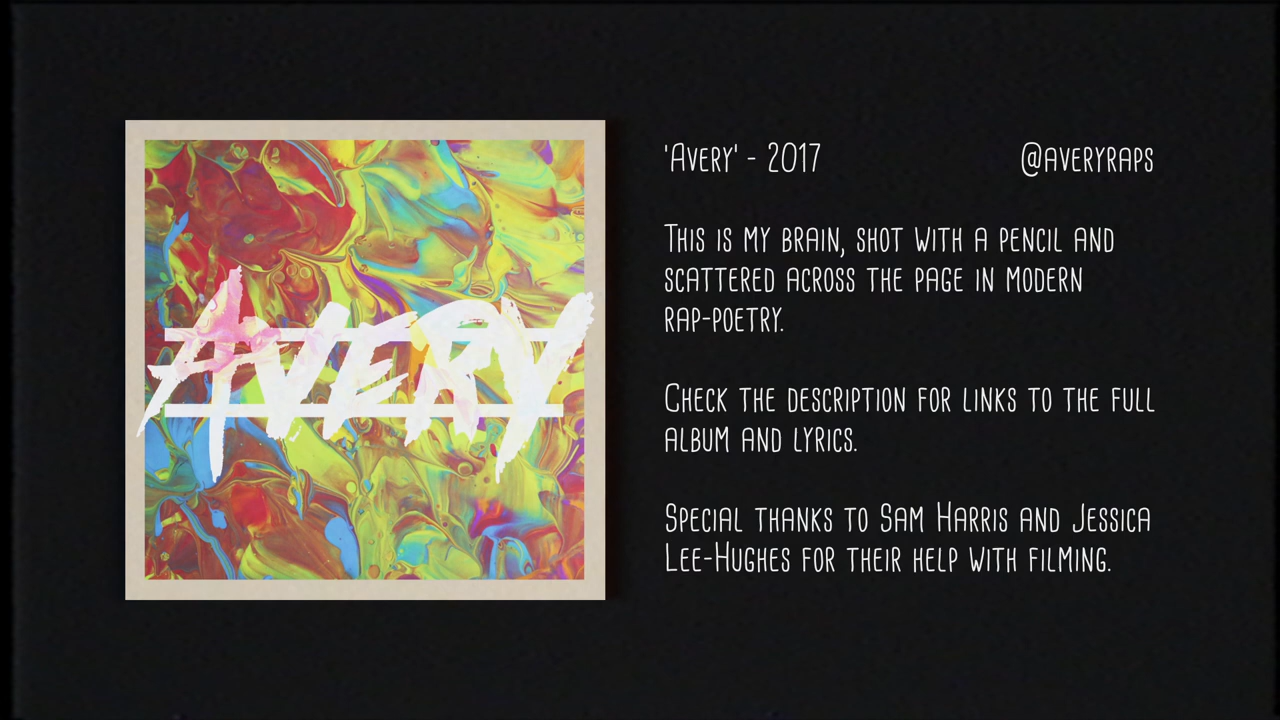 AVERY
'Avery' - 2017 @averyraps
This is my brain, shot with a pencil and
scattered across the page in modern
rap-poetry.
Check the description for links to the full
album and lyrics.
Special thanks to Sam Harris and Jessica
Lee-Hughes for their help with filming.